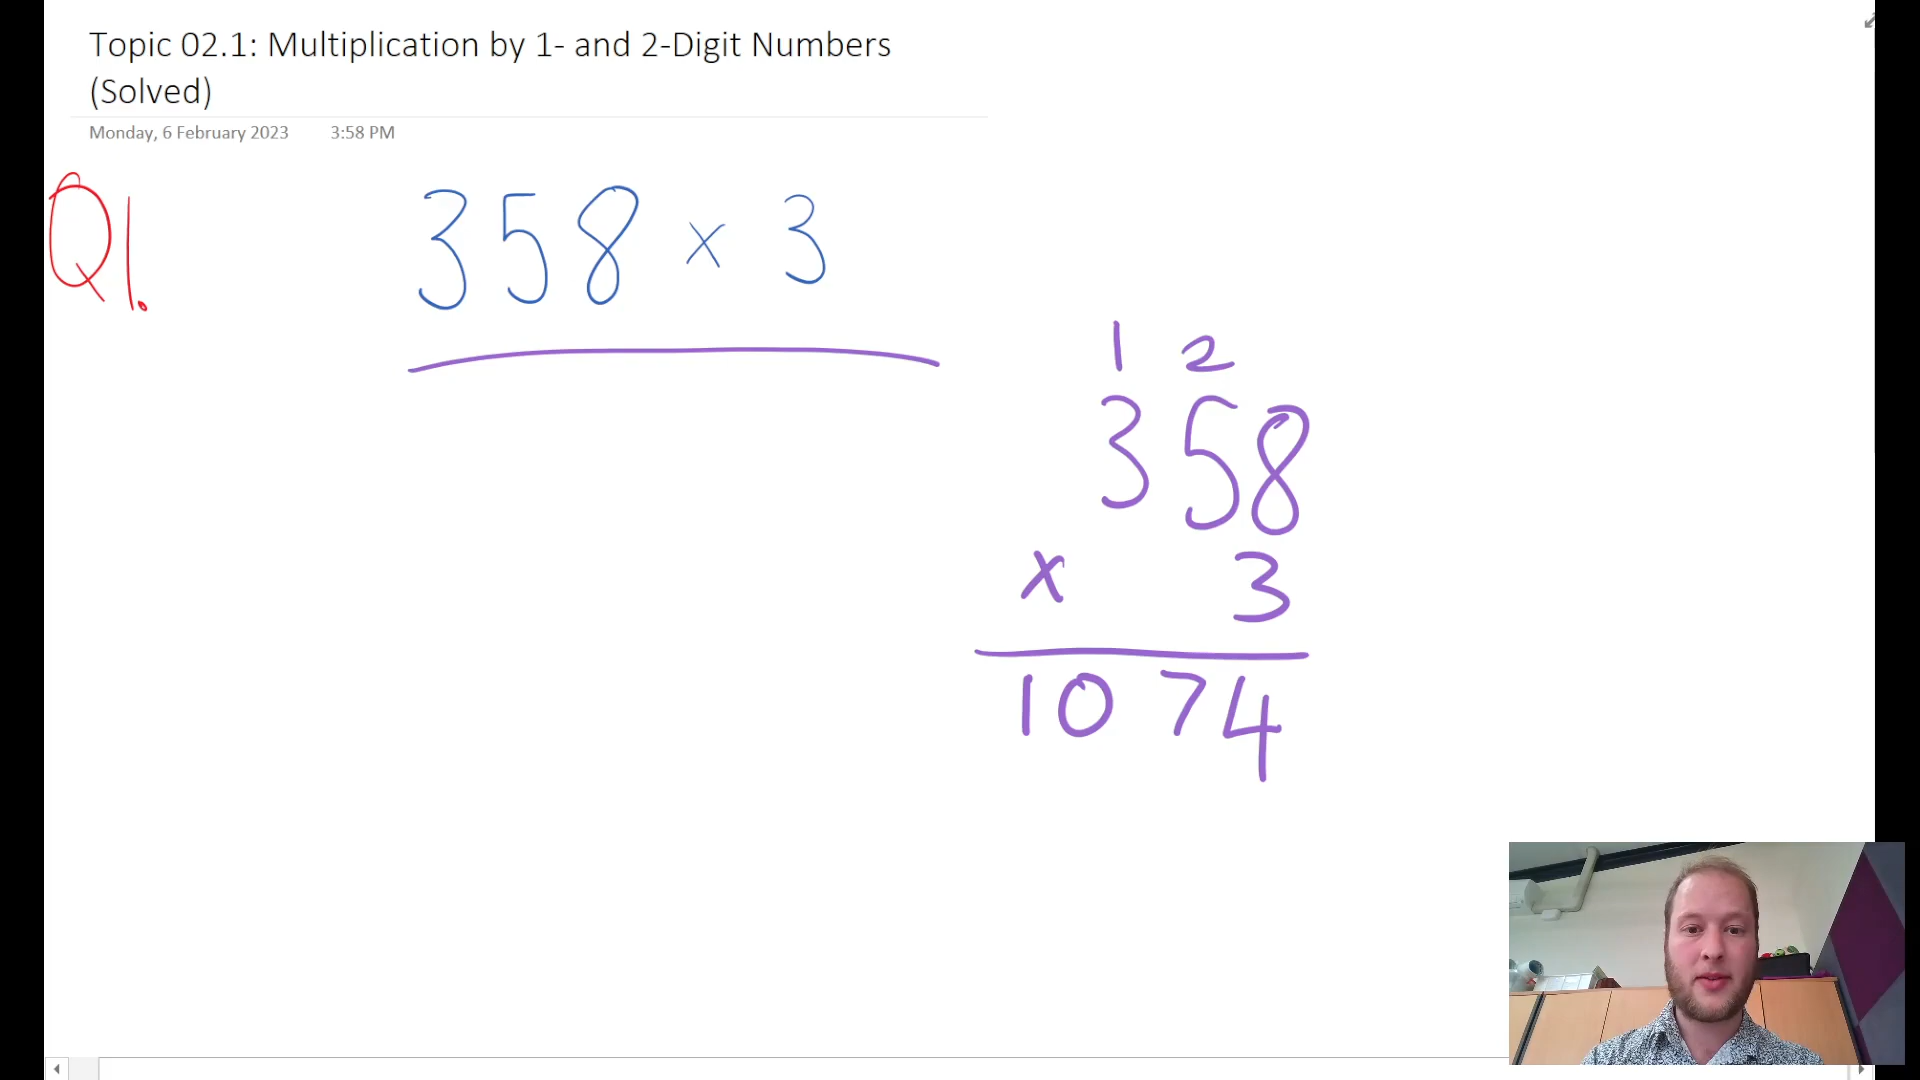 Topic 02.1: Multiplication by 1- and 2-Digit Numbers
(Solved)
Monday, 6 February 2023 3:58 PM
Q1. 358 x 3
1 2
358
x 3
1074